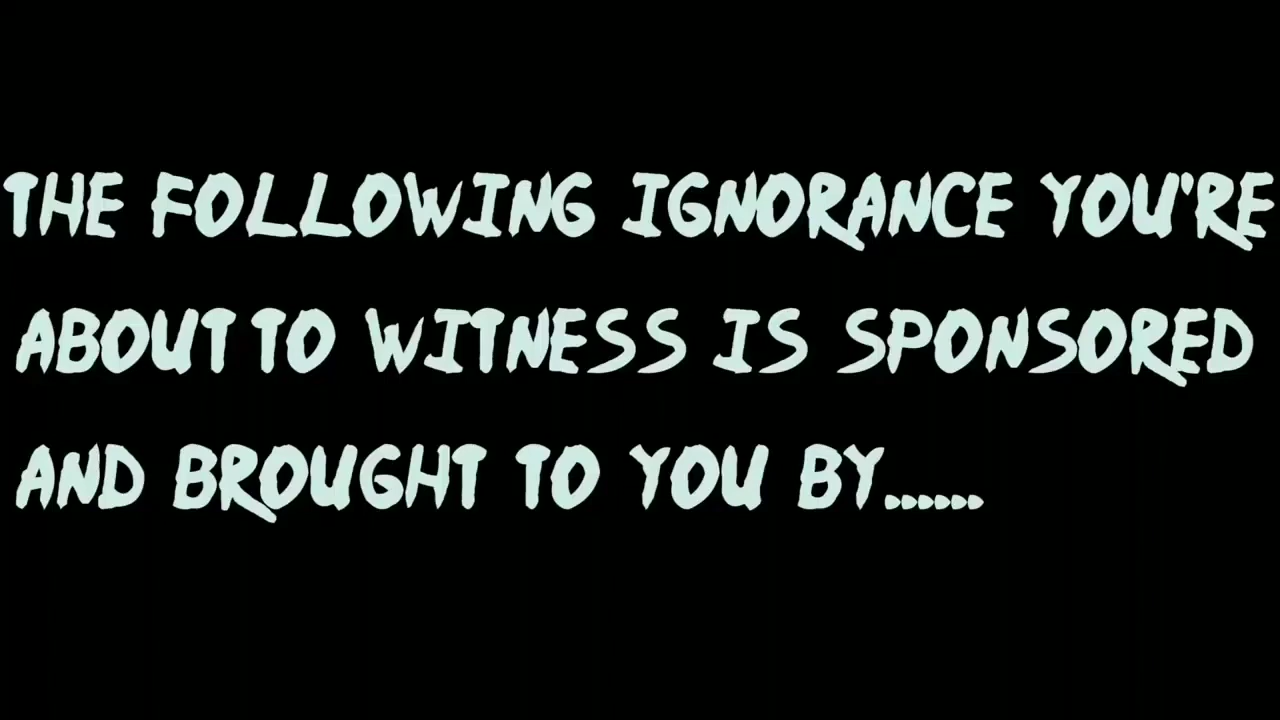 THE FOLLOWING IGNORANCE YOU'RE
ABOUT TO WITNESS IS SPONSORED
AND BROUGHT TO YOU BY......